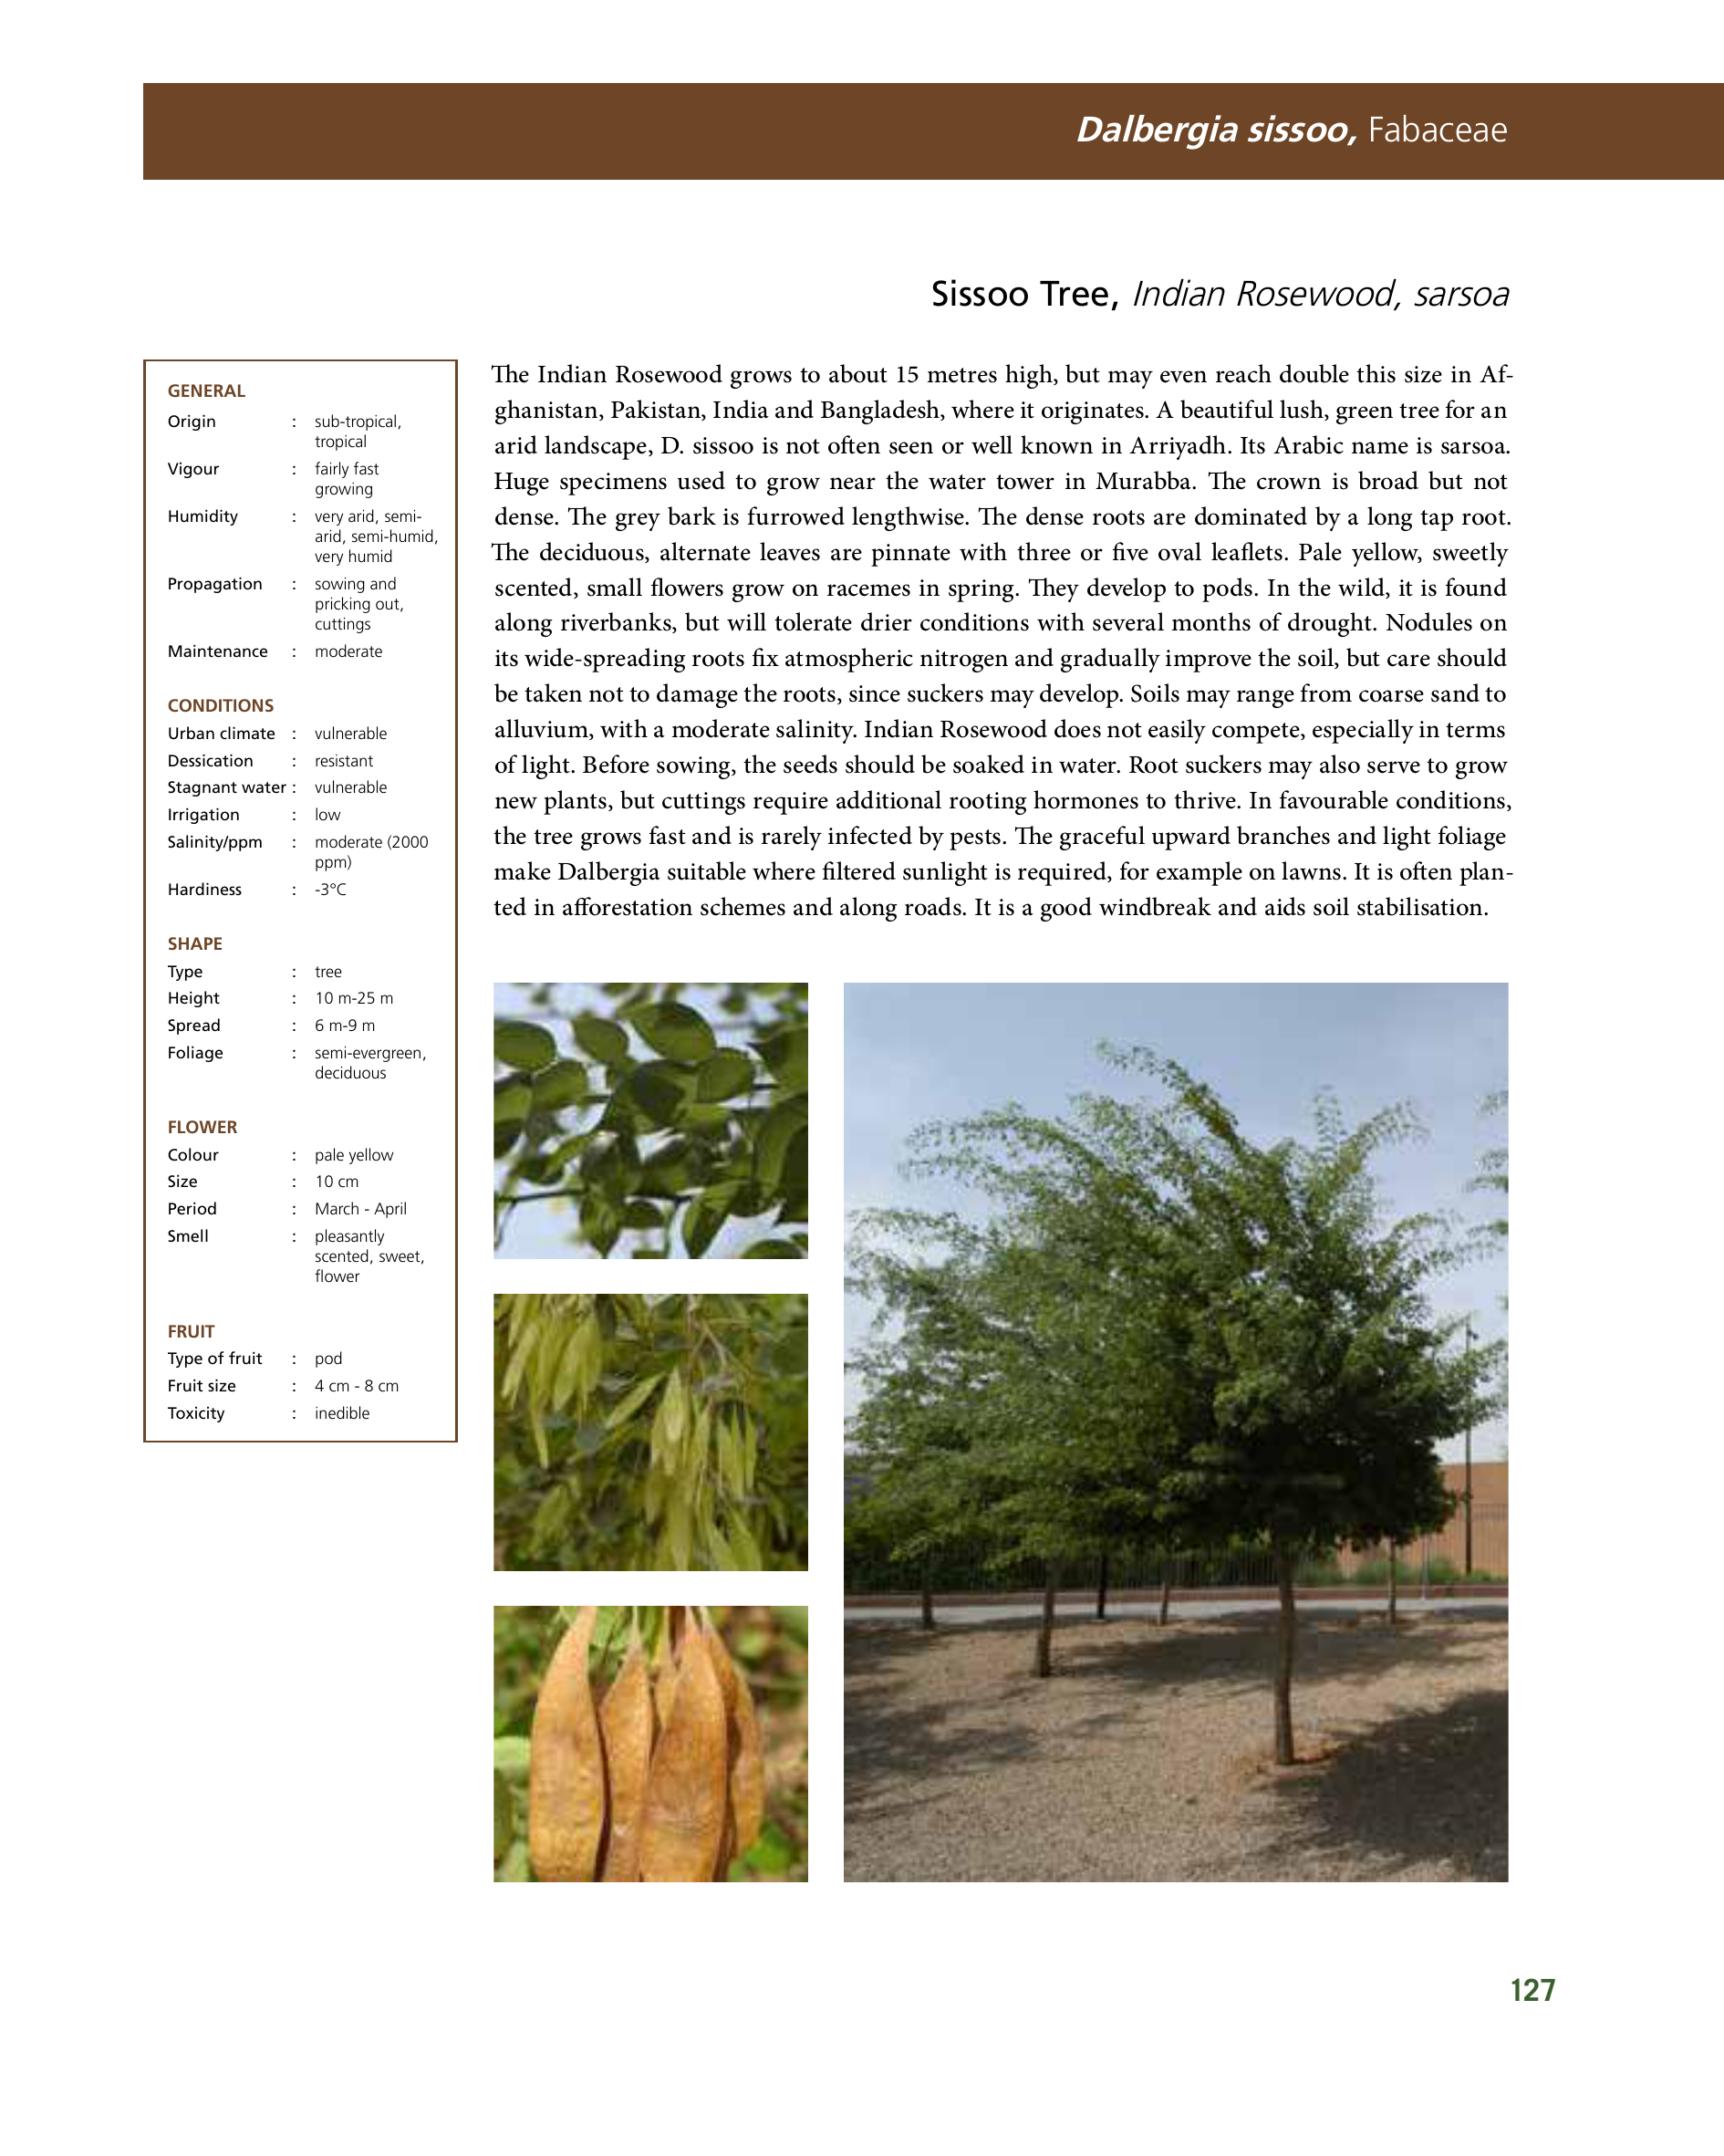 Dalbergia sissoo, Fabaceae
Sissoo Tree, Indian Rosewood, sarsoa
GENERAL
Origin : sub-tropical,
tropical
Vigour : fairly fast
growing
Humidity : very arid, semi-
arid, semi-humid,
very humid
Propagation : sowing and
pricking out,
cuttings
Maintenance : moderate
CONDITIONS
Urban climate : vulnerable
Dessication : resistant
Stagnant water : vulnerable
Irrigation : low
Salinity/ppm : moderate (2000
ppm)
Hardiness : -3°C
SHAPE
Type : tree
Height : 10 m-25 m
Spread : 6 m-9 m
Foliage : semi-evergreen,
deciduous
FLOWER
Colour : pale yellow
Size : 10 cm
Period : March - April
Smell : pleasantly
scented, sweet,
flower
FRUIT
Type of fruit : pod
Fruit size : 4 cm - 8 cm
Toxicity : inedible
The Indian Rosewood grows to about 15 metres high, but may even reach double this size in Af-
ghanistan, Pakistan, India and Bangladesh, where it originates. A beautiful lush, green tree for an
arid landscape, D. sissoo is not often seen or well known in Arriyadh. Its Arabic name is sarsoa.
Huge specimens used to grow near the water tower in Murabba. The crown is broad but not
dense. The grey bark is furrowed lengthwise. The dense roots are dominated by a long tap root.
The deciduous, alternate leaves are pinnate with three or five oval leaflets. Pale yellow, sweetly
scented, small flowers grow on racemes in spring. They develop to pods. In the wild, it is found
along riverbanks, but will tolerate drier conditions with several months of drought. Nodules on
its wide-spreading roots fix atmospheric nitrogen and gradually improve the soil, but care should
be taken not to damage the roots, since suckers may develop. Soils may range from coarse sand to
alluvium, with a moderate salinity. Indian Rosewood does not easily compete, especially in terms
of light. Before sowing, the seeds should be soaked in water. Root suckers may also serve to grow
new plants, but cuttings require additional rooting hormones to thrive. In favourable conditions,
the tree grows fast and is rarely infected by pests. The graceful upward branches and light foliage
make Dalbergia suitable where filtered sunlight is required, for example on lawns. It is often plan-
ted in afforestation schemes and along roads. It is a good windbreak and aids soil stabilisation.
127